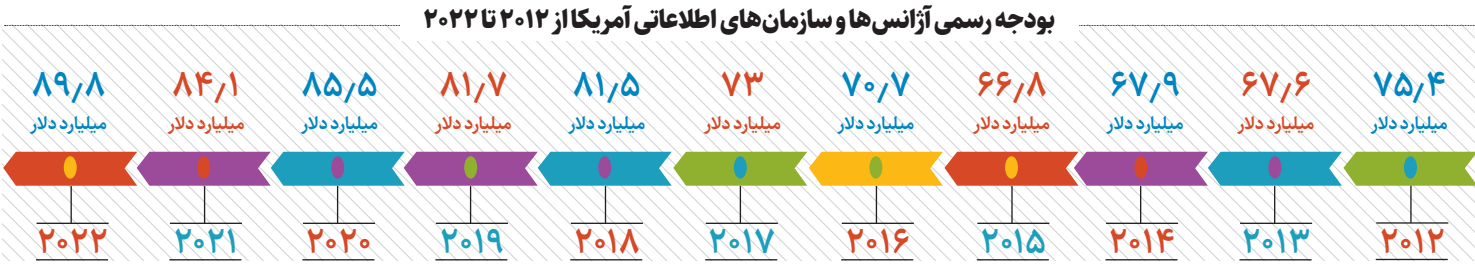 بودجه رسمی آژانس‌ها و سازمان‌های اطلاعاتی آمریکا از ۲۰۱۲ تا ۲۰۲۲
۷۵٫۴ ۶۷٫۶ ۶۷٫۹ ۶۶٫۸ ۷۰٫۷ ۷۳ ۸۱٫۵ ۸۱٫۷ ۸۵٫۵ ۸۴٫۱ ۸۹٫۸
میلیارد دلار میلیارد دلار میلیارد دلار میلیارد دلار میلیارد دلار میلیارد دلار میلیارد دلار میلیارد دلار میلیارد دلار میلیارد دلار میلیارد دلار
۲۰۱۲ ۲۰۱۳ ۲۰۱۴ ۲۰۱۵ ۲۰۱۶ ۲۰۱۷ ۲۰۱۸ ۲۰۱۹ ۲۰۲۰ ۲۰۲۱ ۲۰۲۲